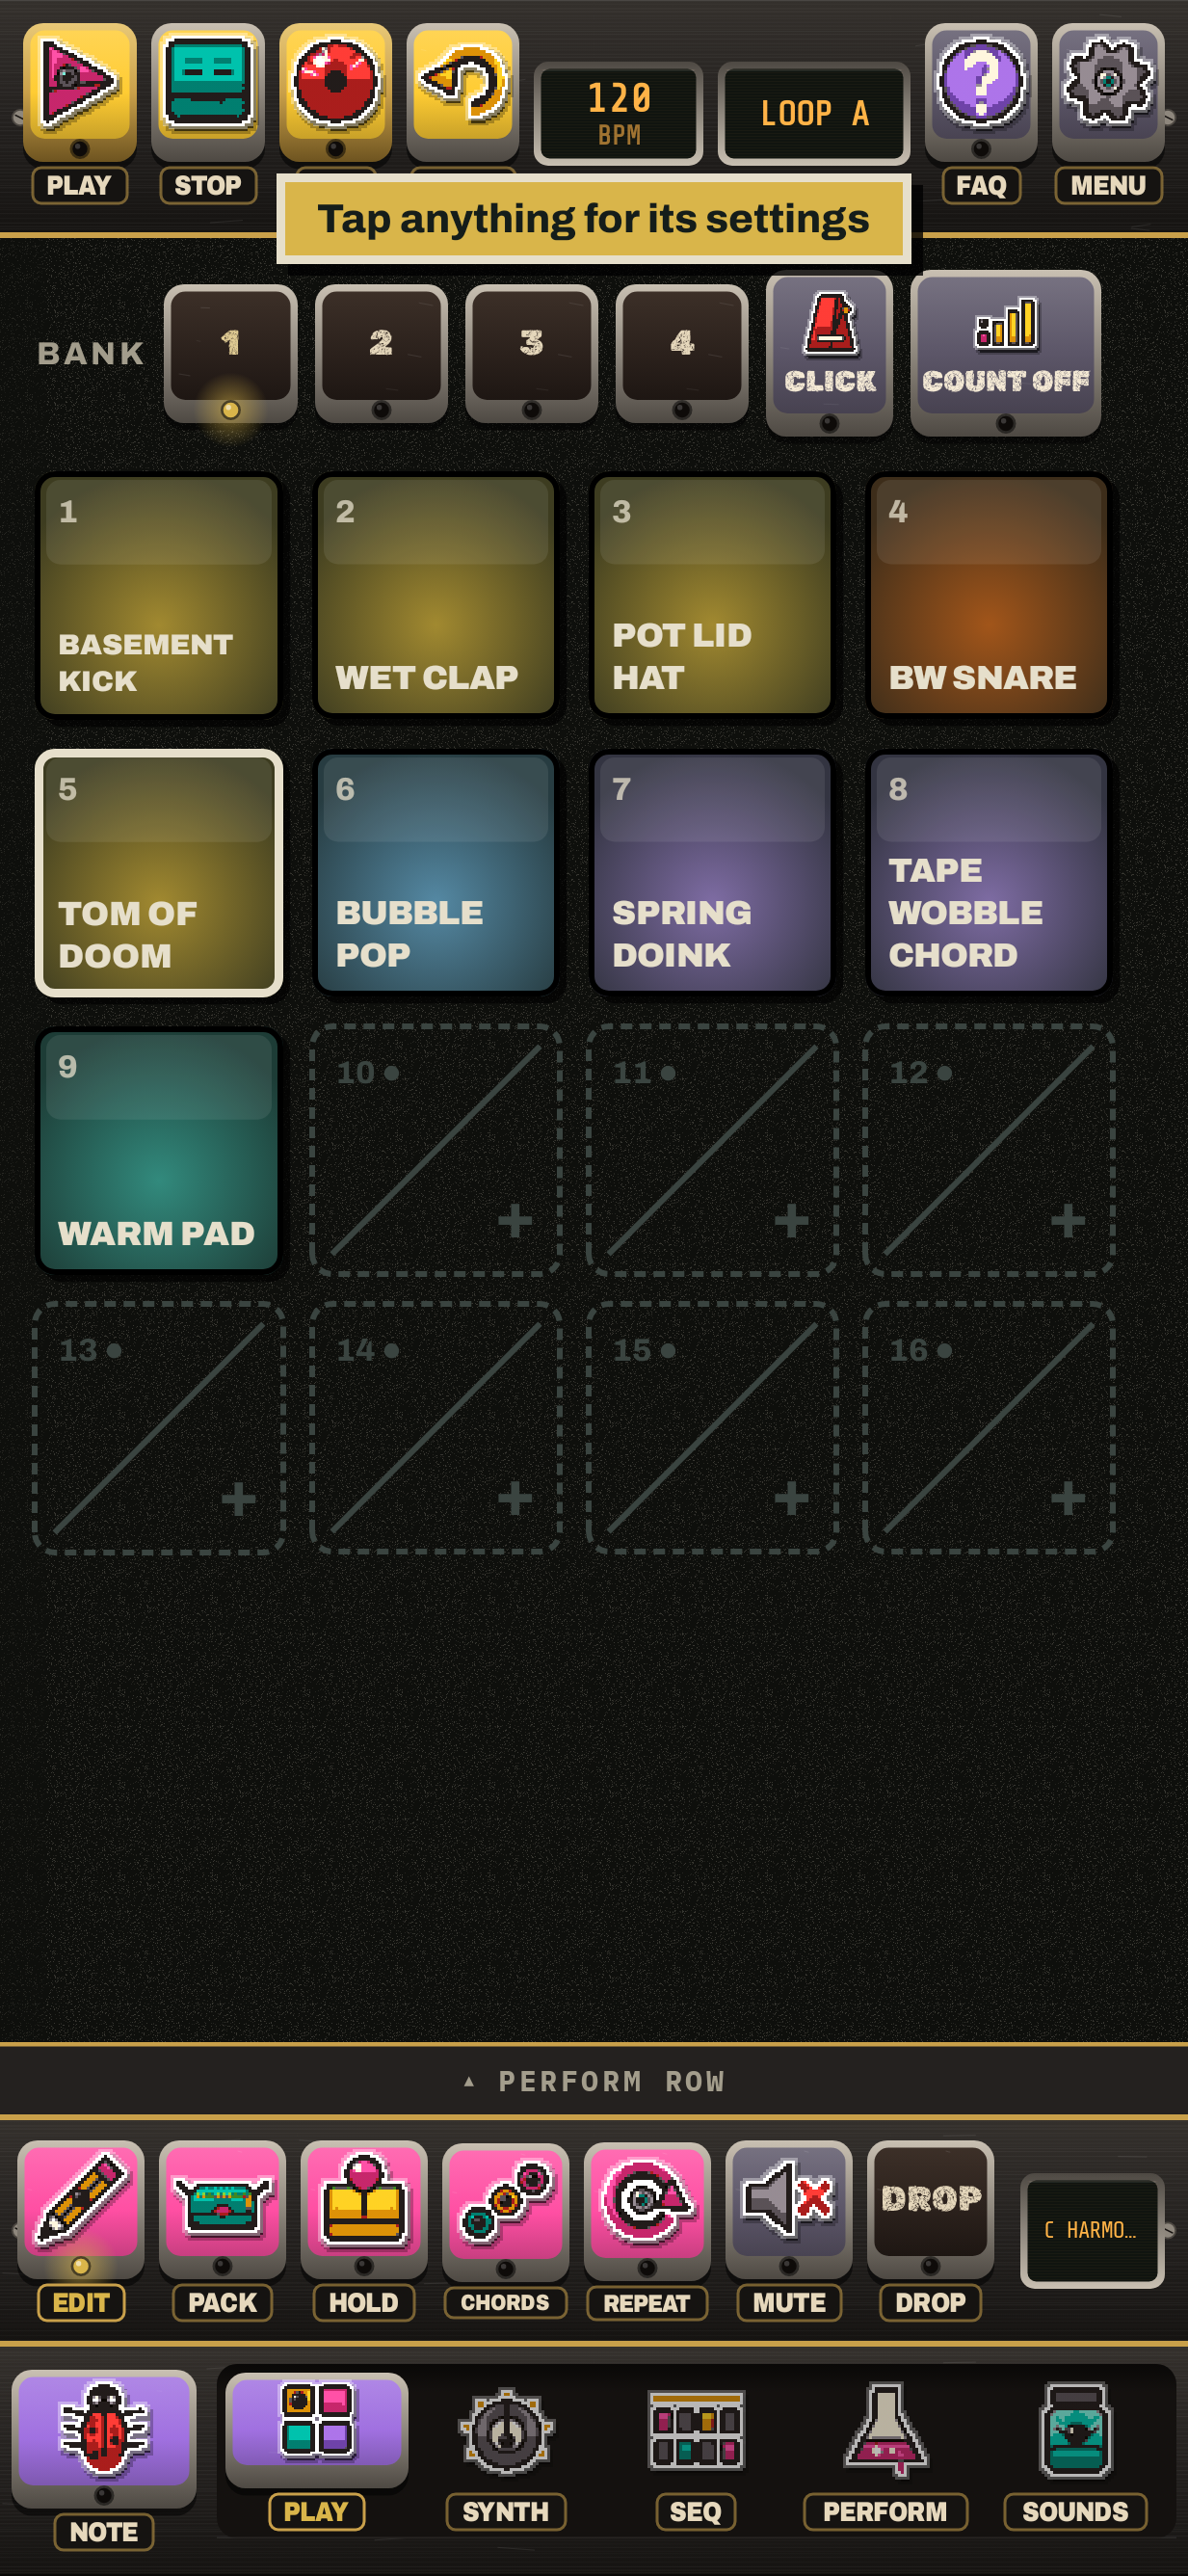 120
BPM
LOOP A
PLAY
STOP
FAQ
MENU
Tap anything for its settings
BANK
1
2
3
4
CLICK
COUNT OFF
1
BASEMENT
KICK
2
WET CLAP
3
POT LID
HAT
4
BW SNARE
5
TOM OF
DOOM
6
BUBBLE
POP
7
SPRING
DOINK
8
TAPE
WOBBLE
CHORD
9
WARM PAD
10
11
12
13
14
15
16
▲ PERFORM ROW
DROP
C HARMO…
EDIT
PACK
HOLD
CHORDS
REPEAT
MUTE
DROP
NOTE
PLAY
SYNTH
SEQ
PERFORM
SOUNDS